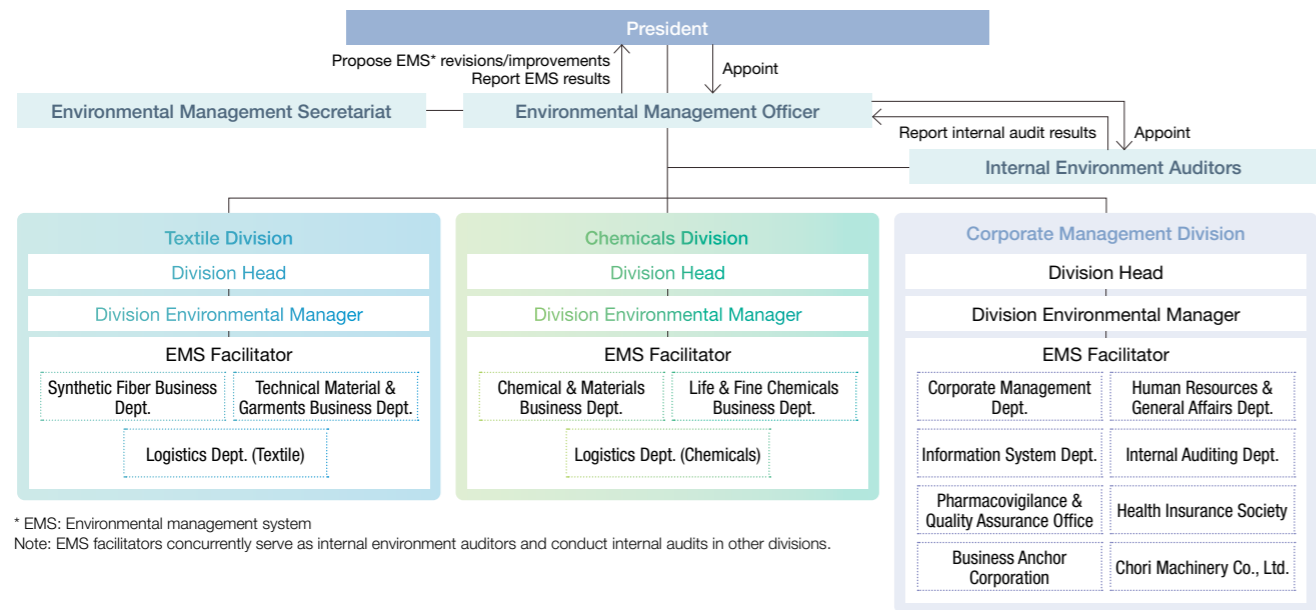 President
Propose EMS* revisions/improvements
Report EMS results
Appoint
Environmental Management Secretariat
Environmental Management Officer
Report internal audit results
Appoint
Internal Environment Auditors
Textile Division
Division Head
Division Environmental Manager
EMS Facilitator
Synthetic Fiber Business
Dept.
Technical Material &
Garments Business Dept.
Logistics Dept. (Textile)
Chemicals Division
Division Head
Division Environmental Manager
EMS Facilitator
Chemical & Materials
Business Dept.
Life & Fine Chemicals
Business Dept.
Logistics Dept. (Chemicals)
Corporate Management Division
Division Head
Division Environmental Manager
EMS Facilitator
Corporate Management
Dept.
Human Resources &
General Affairs Dept.
Information System Dept.
Internal Auditing Dept.
Pharmacovigilance &
Quality Assurance Office
Health Insurance Society
Business Anchor
Corporation
Chori Machinery Co., Ltd.
* EMS: Environmental management system
Note: EMS facilitators concurrently serve as internal environment auditors and conduct internal audits in other divisions.